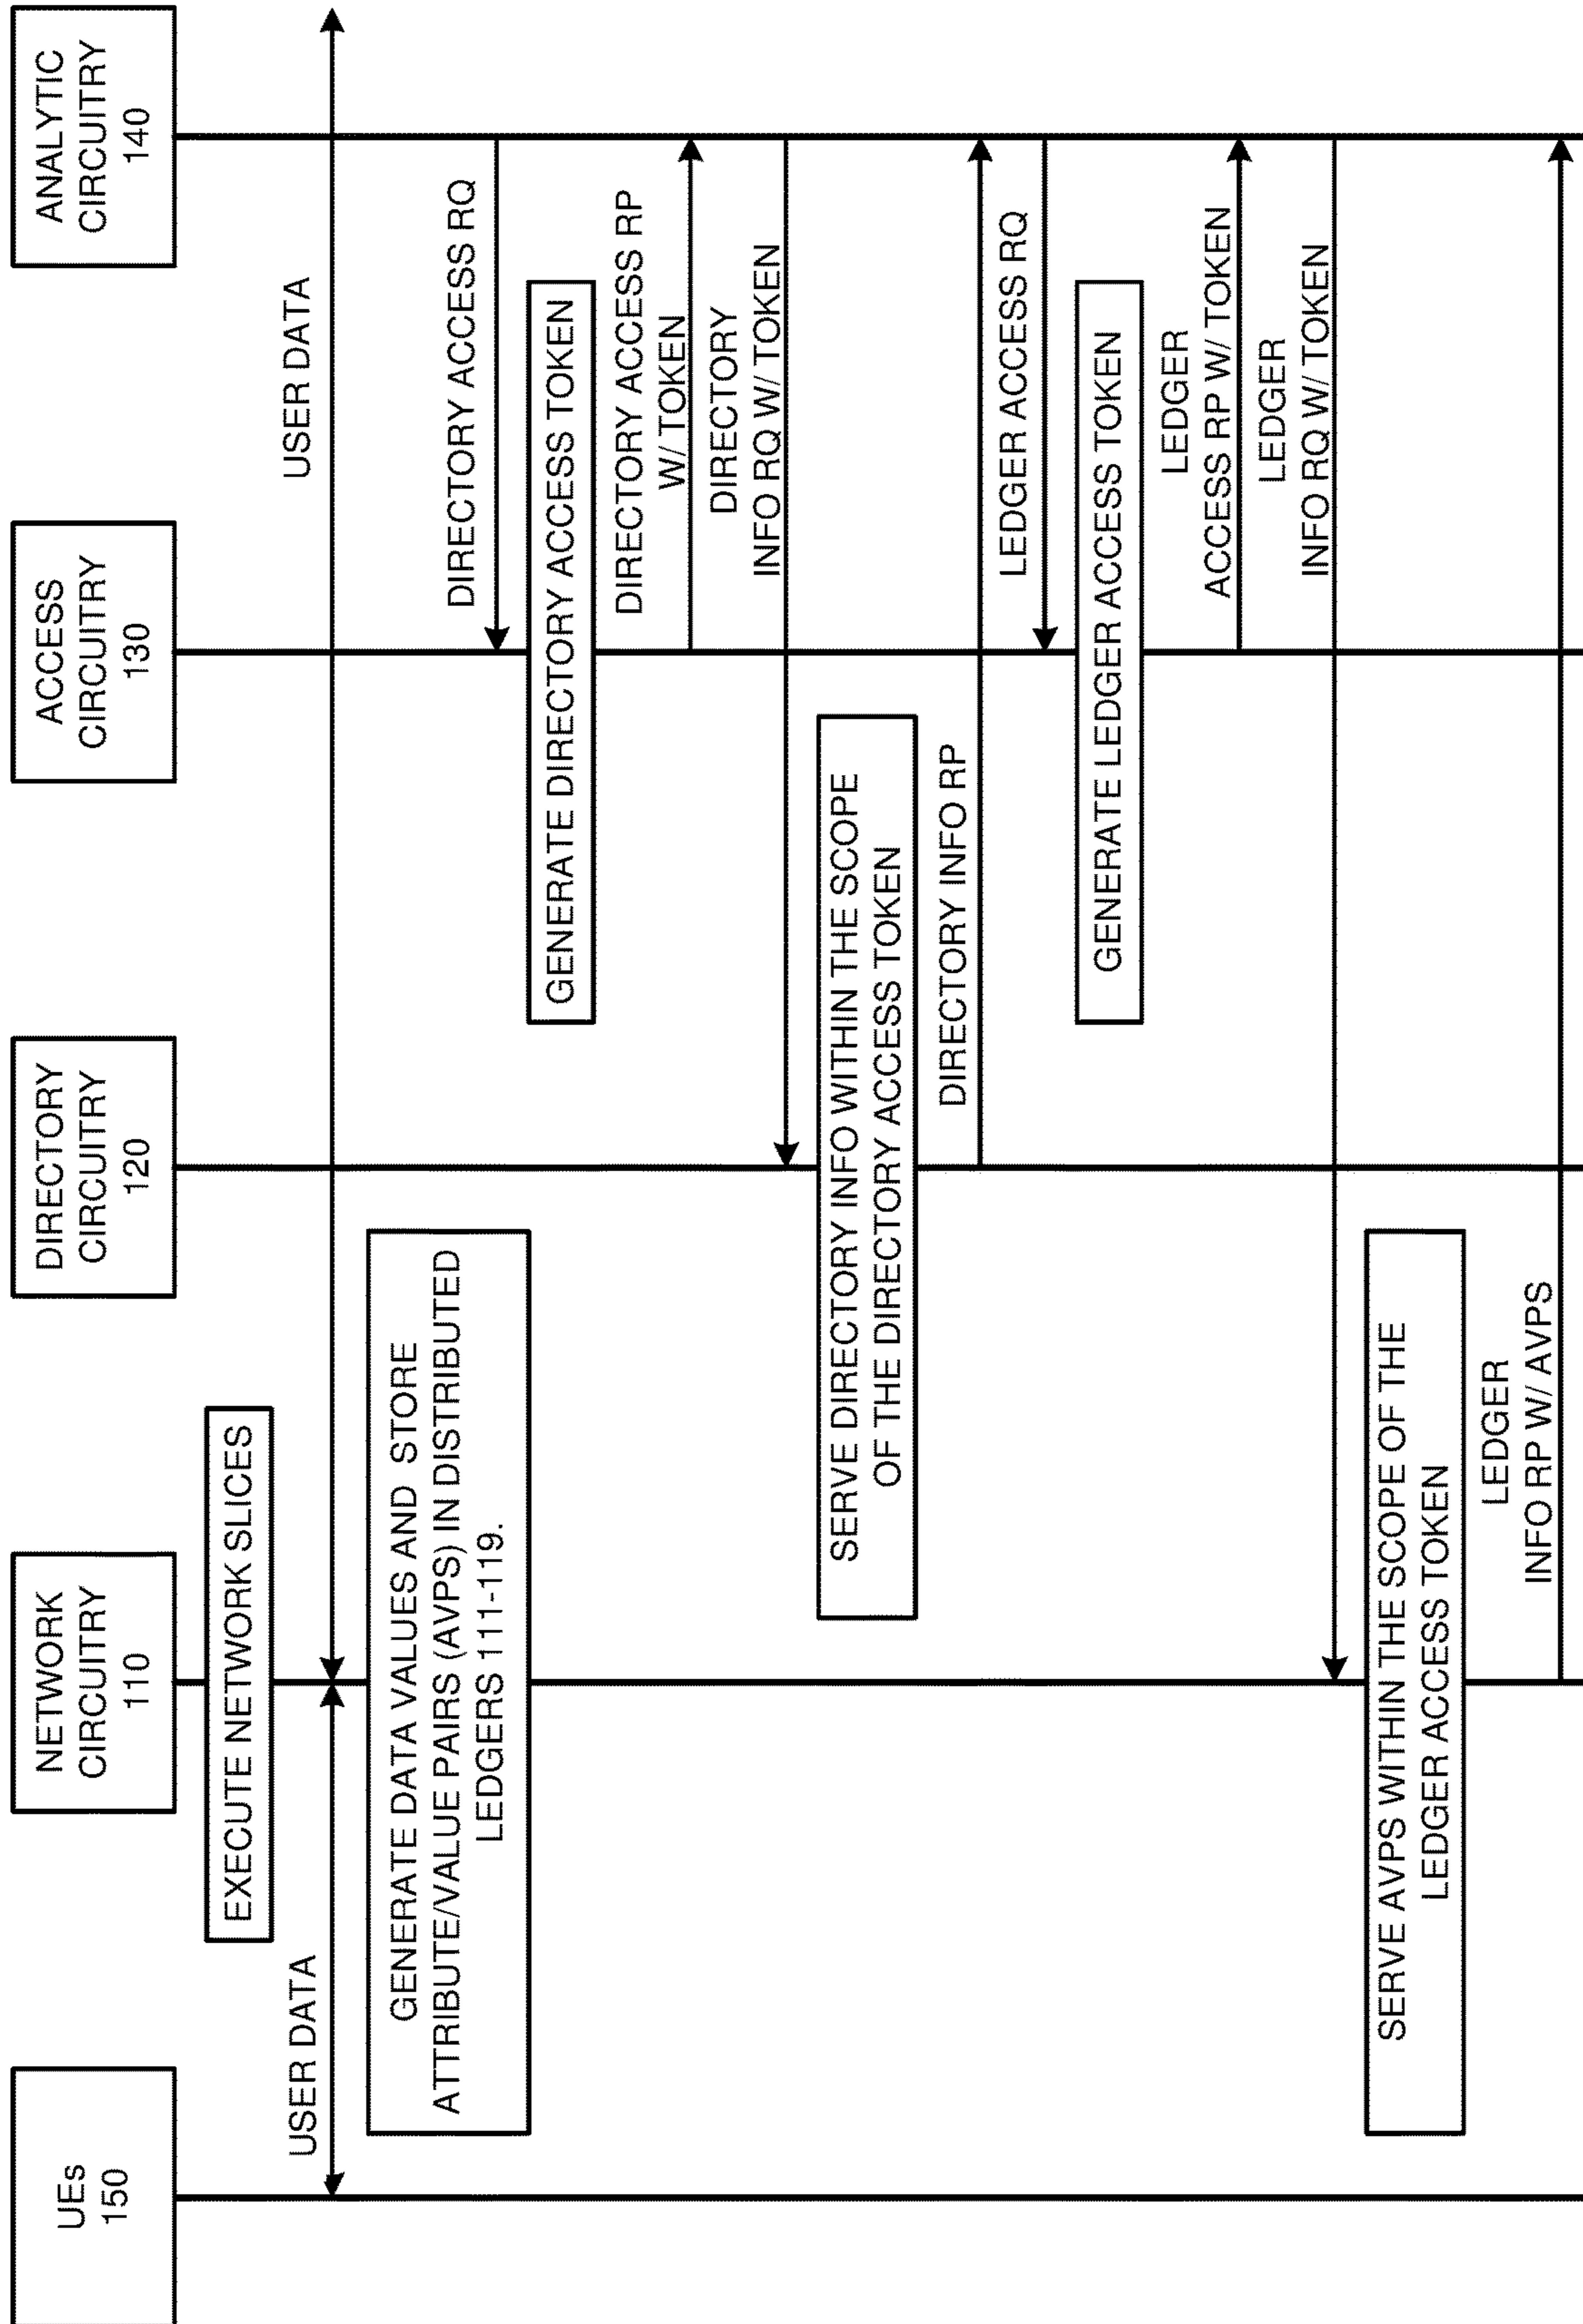 UEs
150
NETWORK
CIRCUITRY
110
DIRECTORY
CIRCUITRY
120
ACCESS
CIRCUITRY
130
ANALYTIC
CIRCUITRY
140
EXECUTE NETWORK SLICES
USER DATA
USER DATA
GENERATE DATA VALUES AND STORE
ATTRIBUTE/VALUE PAIRS (AVPS) IN DISTRIBUTED
LEDGERS 111-119.
DIRECTORY ACCESS RQ
GENERATE DIRECTORY ACCESS TOKEN
DIRECTORY ACCESS RP
W/ TOKEN
DIRECTORY
INFO RQ W/ TOKEN
SERVE DIRECTORY INFO WITHIN THE SCOPE
OF THE DIRECTORY ACCESS TOKEN
DIRECTORY INFO RP
LEDGER ACCESS RQ
GENERATE LEDGER ACCESS TOKEN
LEDGER
ACCESS RP W/ TOKEN
LEDGER
INFO RQ W/ TOKEN
SERVE AVPS WITHIN THE SCOPE OF THE
LEDGER ACCESS TOKEN
LEDGER
INFO RP W/ AVPS